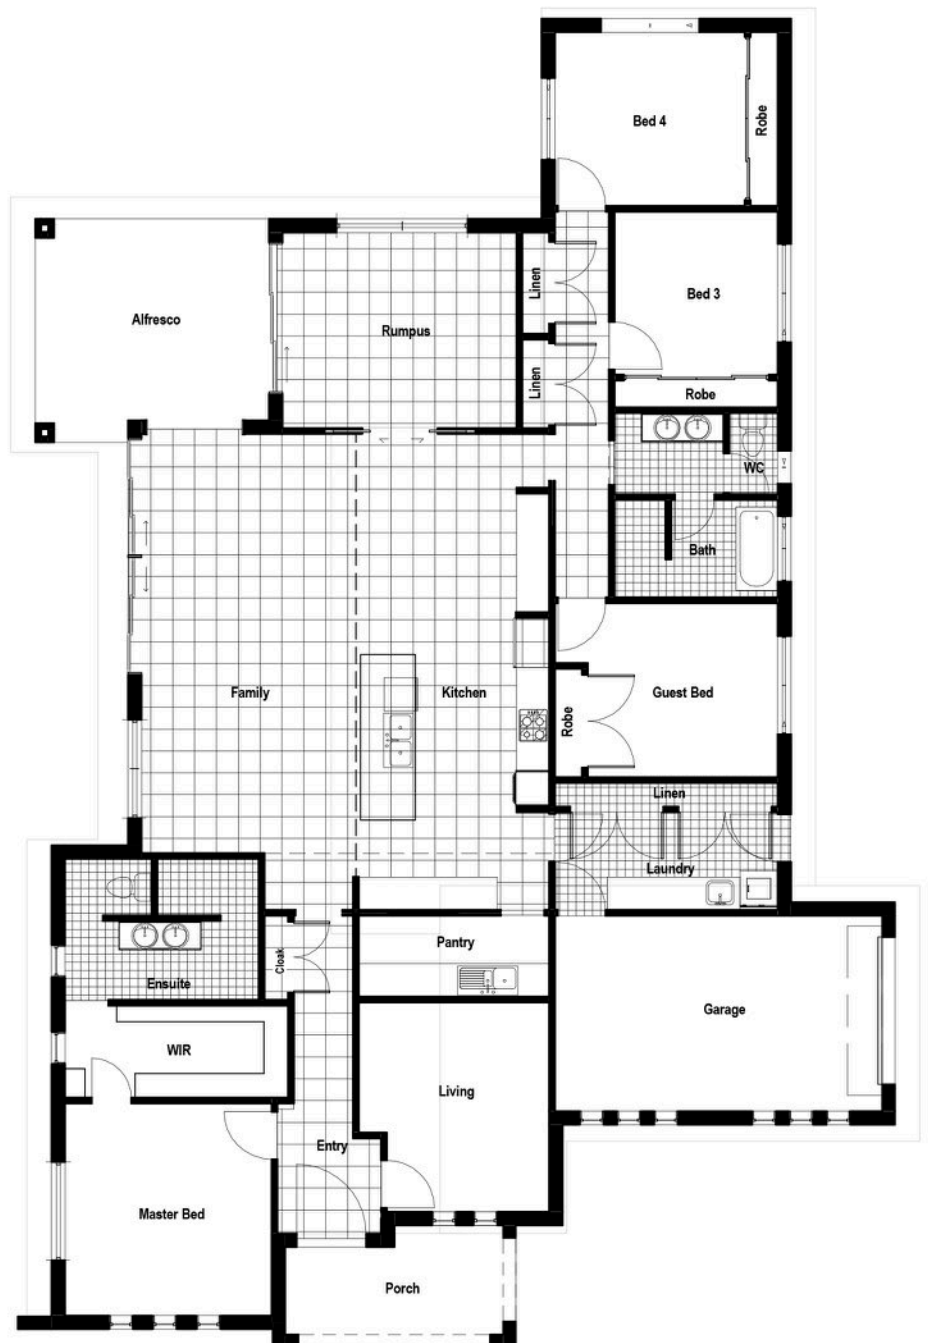 Bed 4
Robe
Linen
Bed 3
Alfresco
Rumpus
Linen
Robe
WC
Bath
Family
Kitchen
Robe
Guest Bed
Linen
Laundry
Pantry
Cloak
Ensuite
Garage
WIR
Living
Entry
Master Bed
Porch